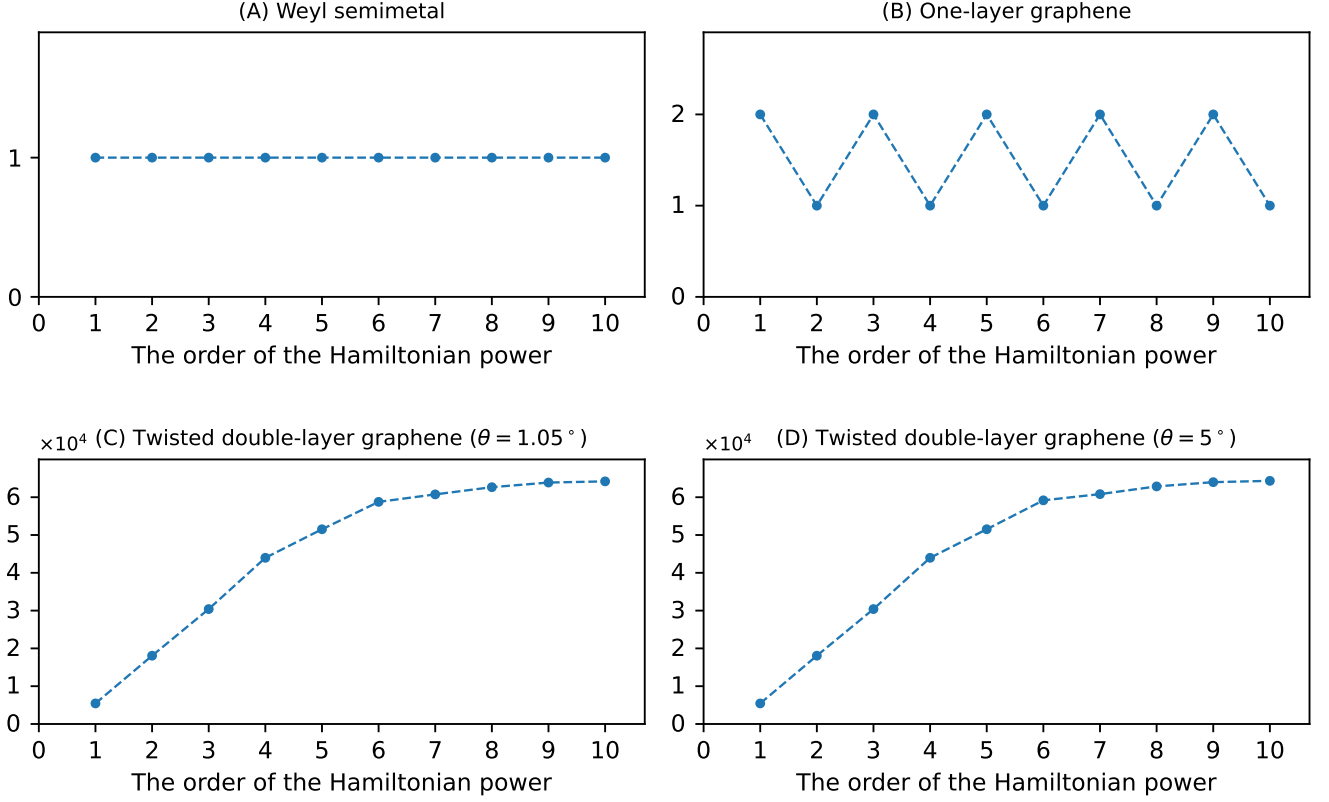 (A) Weyl semimetal
1
0
0 1 2 3 4 5 6 7 8 9 10
The order of the Hamiltonian power
(B) One-layer graphene
2
1
0
0 1 2 3 4 5 6 7 8 9 10
The order of the Hamiltonian power
×10⁴ (C) Twisted double-layer graphene (θ = 1.05°)
6
5
4
3
2
1
0
0 1 2 3 4 5 6 7 8 9 10
The order of the Hamiltonian power
×10⁴ (D) Twisted double-layer graphene (θ = 5°)
6
5
4
3
2
1
0
0 1 2 3 4 5 6 7 8 9 10
The order of the Hamiltonian power